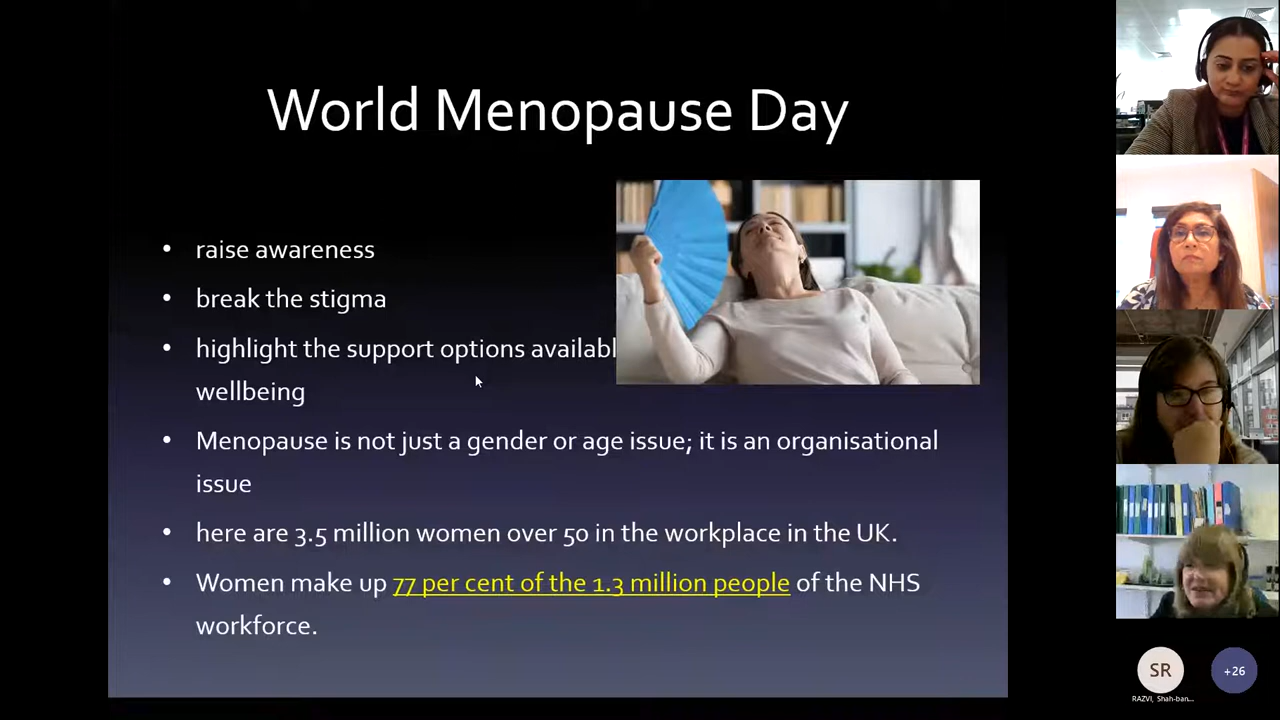 World Menopause Day
• raise awareness
• break the stigma
• highlight the support options availabl
wellbeing
• Menopause is not just a gender or age issue; it is an organisational
issue
• here are 3.5 million women over 50 in the workplace in the UK.
• Women make up 77 per cent of the 1.3 million people of the NHS
workforce.
SR
+26
RAZVI, Shah-ban...